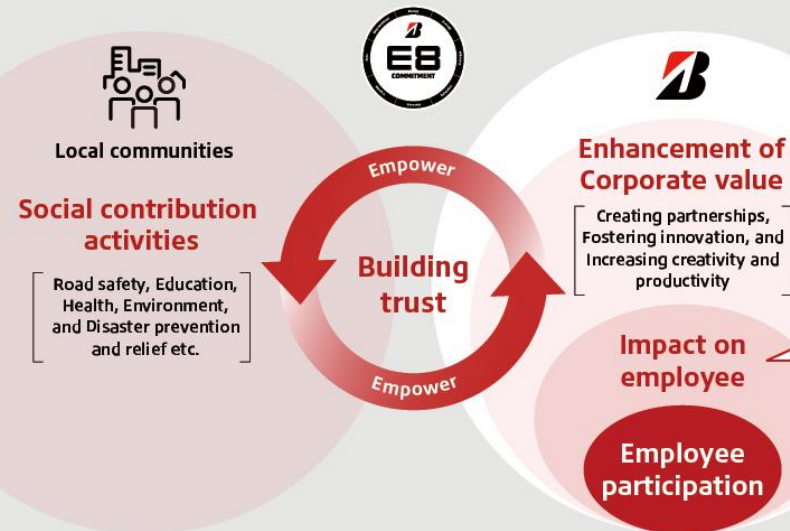 E8
COMMITMENT
Local communities
Social contribution
activities
Road safety, Education,
Health, Environment,
and Disaster prevention
and relief etc.
Empower
Building
trust
Empower
Enhancement of
Corporate value
Creating partnerships,
Fostering innovation, and
Increasing creativity and
productivity
Impact on
employee
Employee
participation